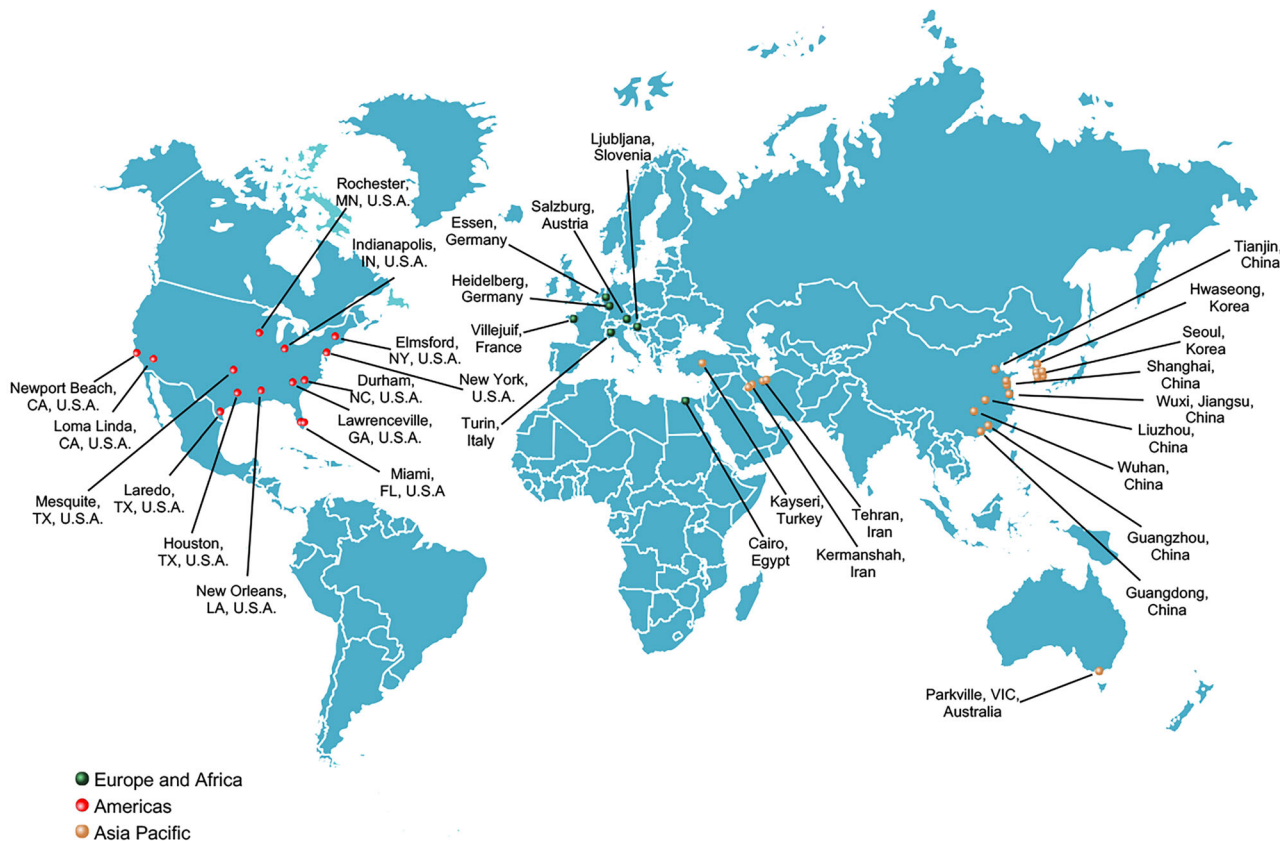 Rochester,
MN, U.S.A.
Indianapolis,
IN, U.S.A.
Elmsford,
NY, U.S.A.
New York,
U.S.A.
Durham,
NC, U.S.A.
Lawrenceville,
GA, U.S.A.
Miami,
FL, U.S.A
Newport Beach,
CA, U.S.A.
Loma Linda,
CA, U.S.A.
Mesquite,
TX, U.S.A.
Laredo,
TX, U.S.A.
Houston,
TX, U.S.A.
New Orleans,
LA, U.S.A.
Ljubljana,
Slovenia
Salzburg,
Austria
Essen,
Germany
Heidelberg,
Germany
Villejuif,
France
Turin,
Italy
Cairo,
Egypt
Kayseri,
Turkey
Kermanshah,
Iran
Tehran,
Iran
Tianjin,
China
Hwaseong,
Korea
Seoul,
Korea
Shanghai,
China
Wuxi, Jiangsu,
China
Liuzhou,
China
Wuhan,
China
Guangzhou,
China
Guangdong,
China
Parkville, VIC,
Australia
Europe and Africa
Americas
Asia Pacific